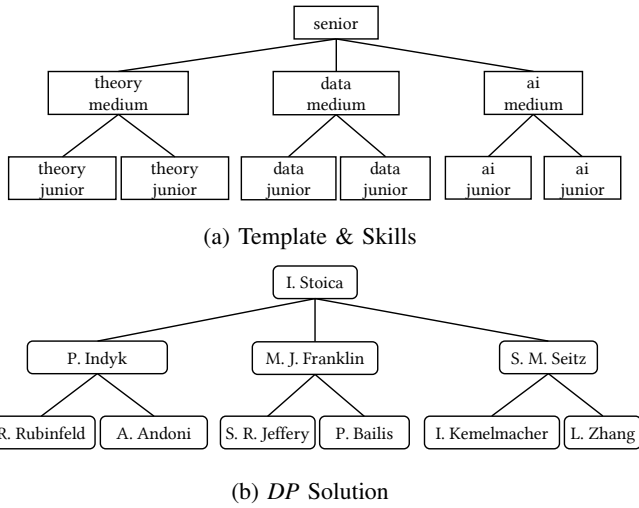 senior
theory medium
data medium
ai medium
theory junior
theory junior
data junior
data junior
ai junior
ai junior
(a) Template & Skills
I. Stoica
P. Indyk
M. J. Franklin
S. M. Seitz
R. Rubinfeld
A. Andoni
S. R. Jeffery
P. Bailis
I. Kemelmacher
L. Zhang
(b) DP Solution